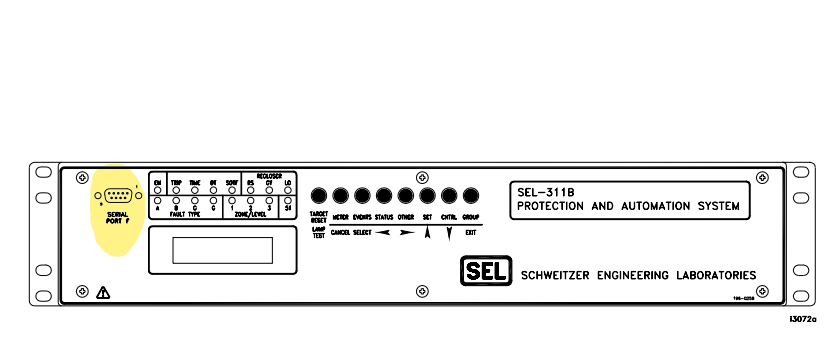 SERIAL
PORT F
9
1
RECLOSER
EN TRIP TIME SOTF RS CY LO
A B C G 1 2 3 51
FAULT TYPE ZONE/LEVEL
TARGET
RESET
METER EVENTS STATUS OTHER SET CNTRL GROUP
LAMP
TEST
CANCEL SELECT EXIT
SEL-311B
PROTECTION AND AUTOMATION SYSTEM
SEL
SCHWEITZER ENGINEERING LABORATORIES
I3072a